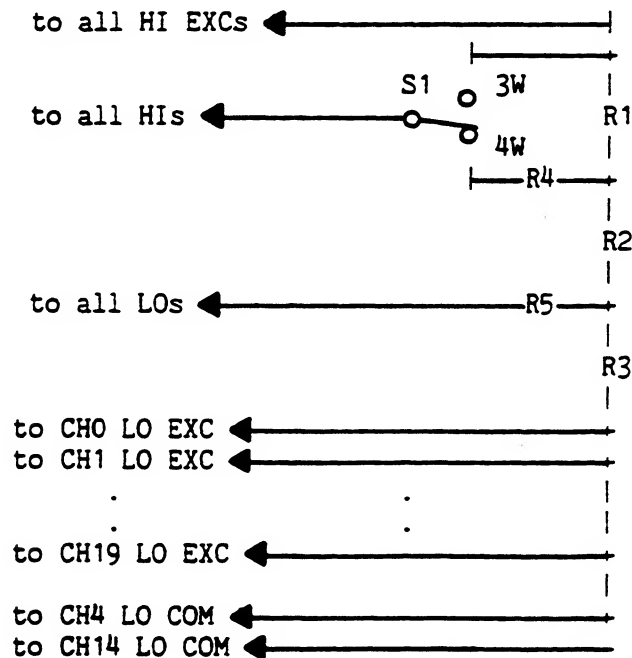 to all HI EXCs
S1 3W
to all HIs R1
4W
R4
R2
to all LOs R5
R3
to CH0 LO EXC
to CH1 LO EXC
. .
. .
to CH19 LO EXC
to CH4 LO COM
to CH14 LO COM